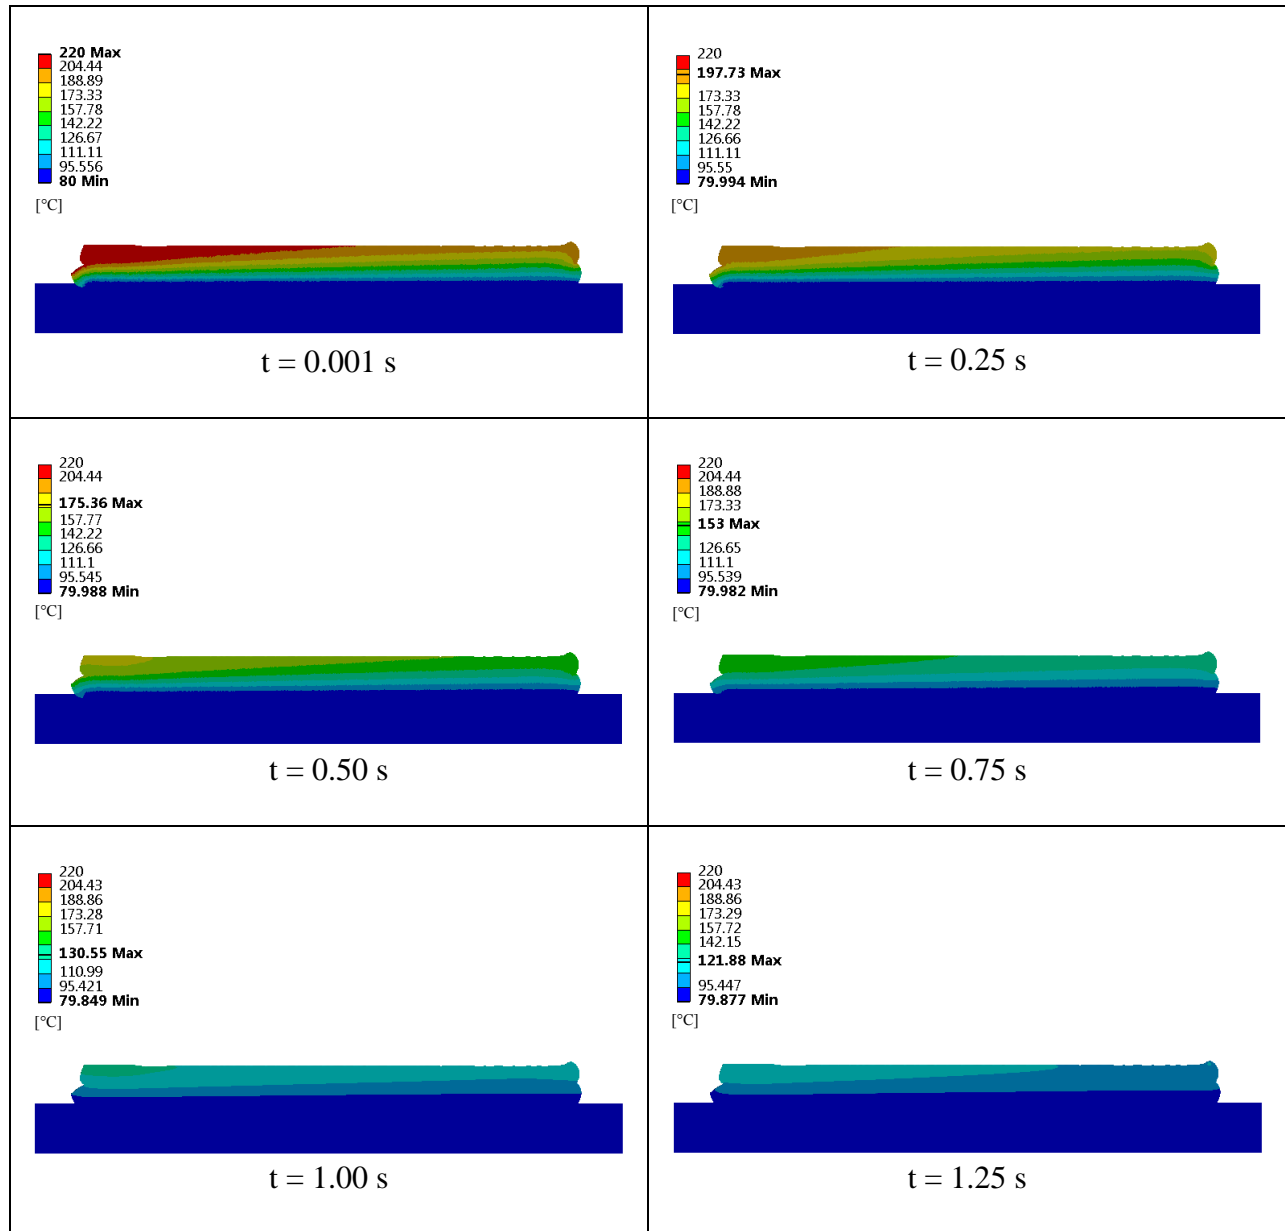 220 Max
204.44
188.89
173.33
157.78
142.22
126.67
111.11
95.556
80 Min
[°C]
t = 0.001 s
220
197.73 Max
173.33
157.78
142.22
126.66
111.11
95.55
79.994 Min
[°C]
t = 0.25 s
220
204.44
175.36 Max
157.77
142.22
126.66
111.1
95.545
79.988 Min
[°C]
t = 0.50 s
220
204.44
188.88
173.33
153 Max
126.65
111.1
95.539
79.982 Min
[°C]
t = 0.75 s
220
204.43
188.86
173.28
157.71
130.55 Max
110.99
95.421
79.849 Min
[°C]
t = 1.00 s
220
204.43
188.86
173.29
157.72
142.15
121.88 Max
95.447
79.877 Min
[°C]
t = 1.25 s